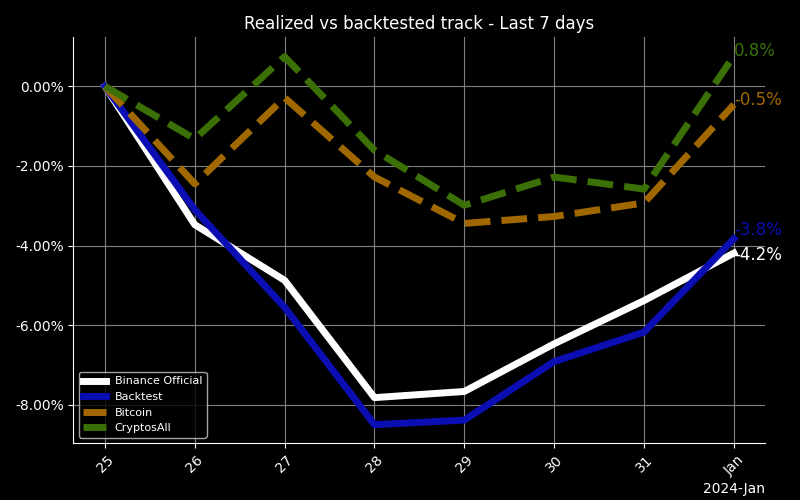 Realized vs backtested track - Last 7 days
0.8%
0.00%
-0.5%
-2.00%
-3.8%
-4.00%
-4.2%
-6.00%
-8.00%
Binance Official
Backtest
Bitcoin
CryptosAll
25
26
27
28
29
30
31
Jan
2024-Jan